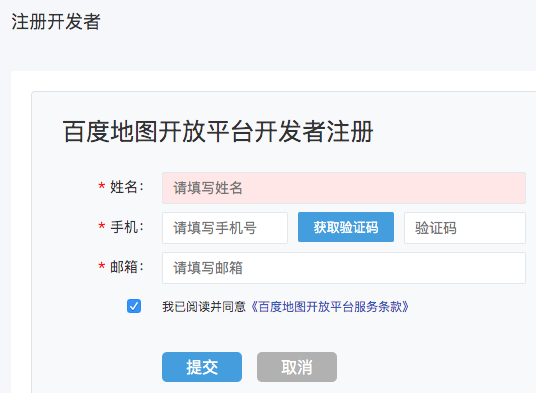 注册开发者
百度地图开放平台开发者注册
* 姓名: 请填写姓名
* 手机: 请填写手机号 获取验证码 验证码
* 邮箱: 请填写邮箱
我已阅读并同意《百度地图开放平台服务条款》
提交 取消